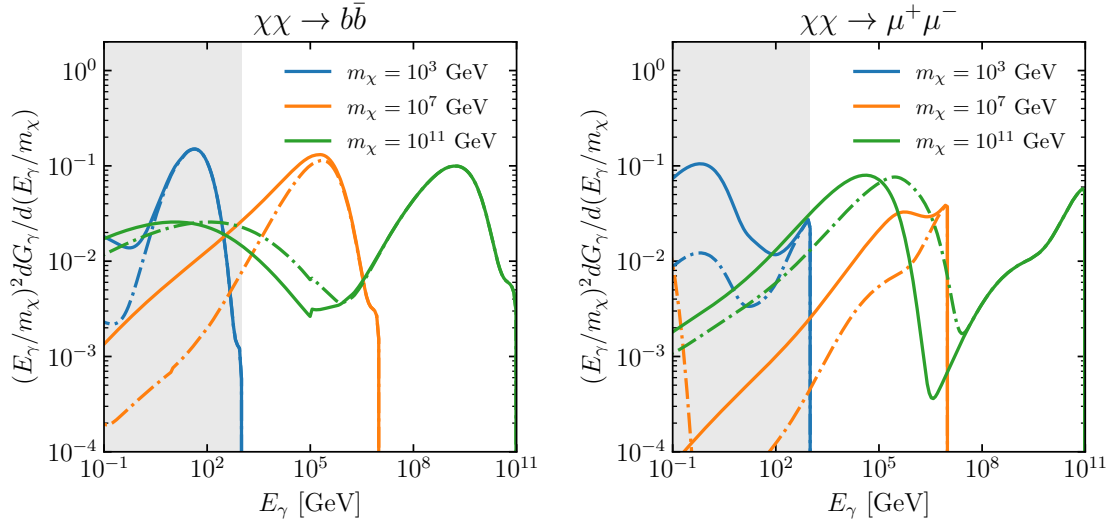 χχ → bb̄
(E_γ/m_χ)² dG_γ/d(E_γ/m_χ)
10⁰
10⁻¹
10⁻²
10⁻³
10⁻⁴
m_χ = 10³ GeV
m_χ = 10⁷ GeV
m_χ = 10¹¹ GeV
10⁻¹ 10² 10⁵ 10⁸ 10¹¹
E_γ [GeV]
χχ → μ⁺μ⁻
(E_γ/m_χ)² dG_γ/d(E_γ/m_χ)
10⁰
10⁻¹
10⁻²
10⁻³
10⁻⁴
m_χ = 10³ GeV
m_χ = 10⁷ GeV
m_χ = 10¹¹ GeV
10⁻¹ 10² 10⁵ 10⁸ 10¹¹
E_γ [GeV]